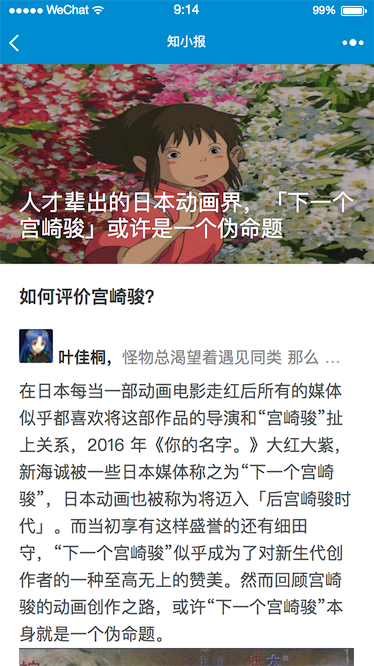 WeChat
9:14
99%
知小报
人才辈出的日本动画界，「下一个
宫崎骏」或许是一个伪命题
如何评价宫崎骏？
叶佳桐，怪物总渴望着遇见同类 那么 ...
在日本每当一部动画电影走红后所有的媒体
似乎都喜欢将这部作品的导演和“宫崎骏”扯
上关系，2016 年《你的名字。》大红大紫，
新海诚被一些日本媒体称之为“下一个宫崎
骏”，日本动画也被称为将迈入「后宫崎骏时
代」。而当初享有这样盛誉的还有细田
守，“下一个宫崎骏”似乎成为了对新生代创
作者的一种至高无上的赞美。然而回顾宫崎
骏的动画创作之路，或许“下一个宫崎骏”本
身就是一个伪命题。